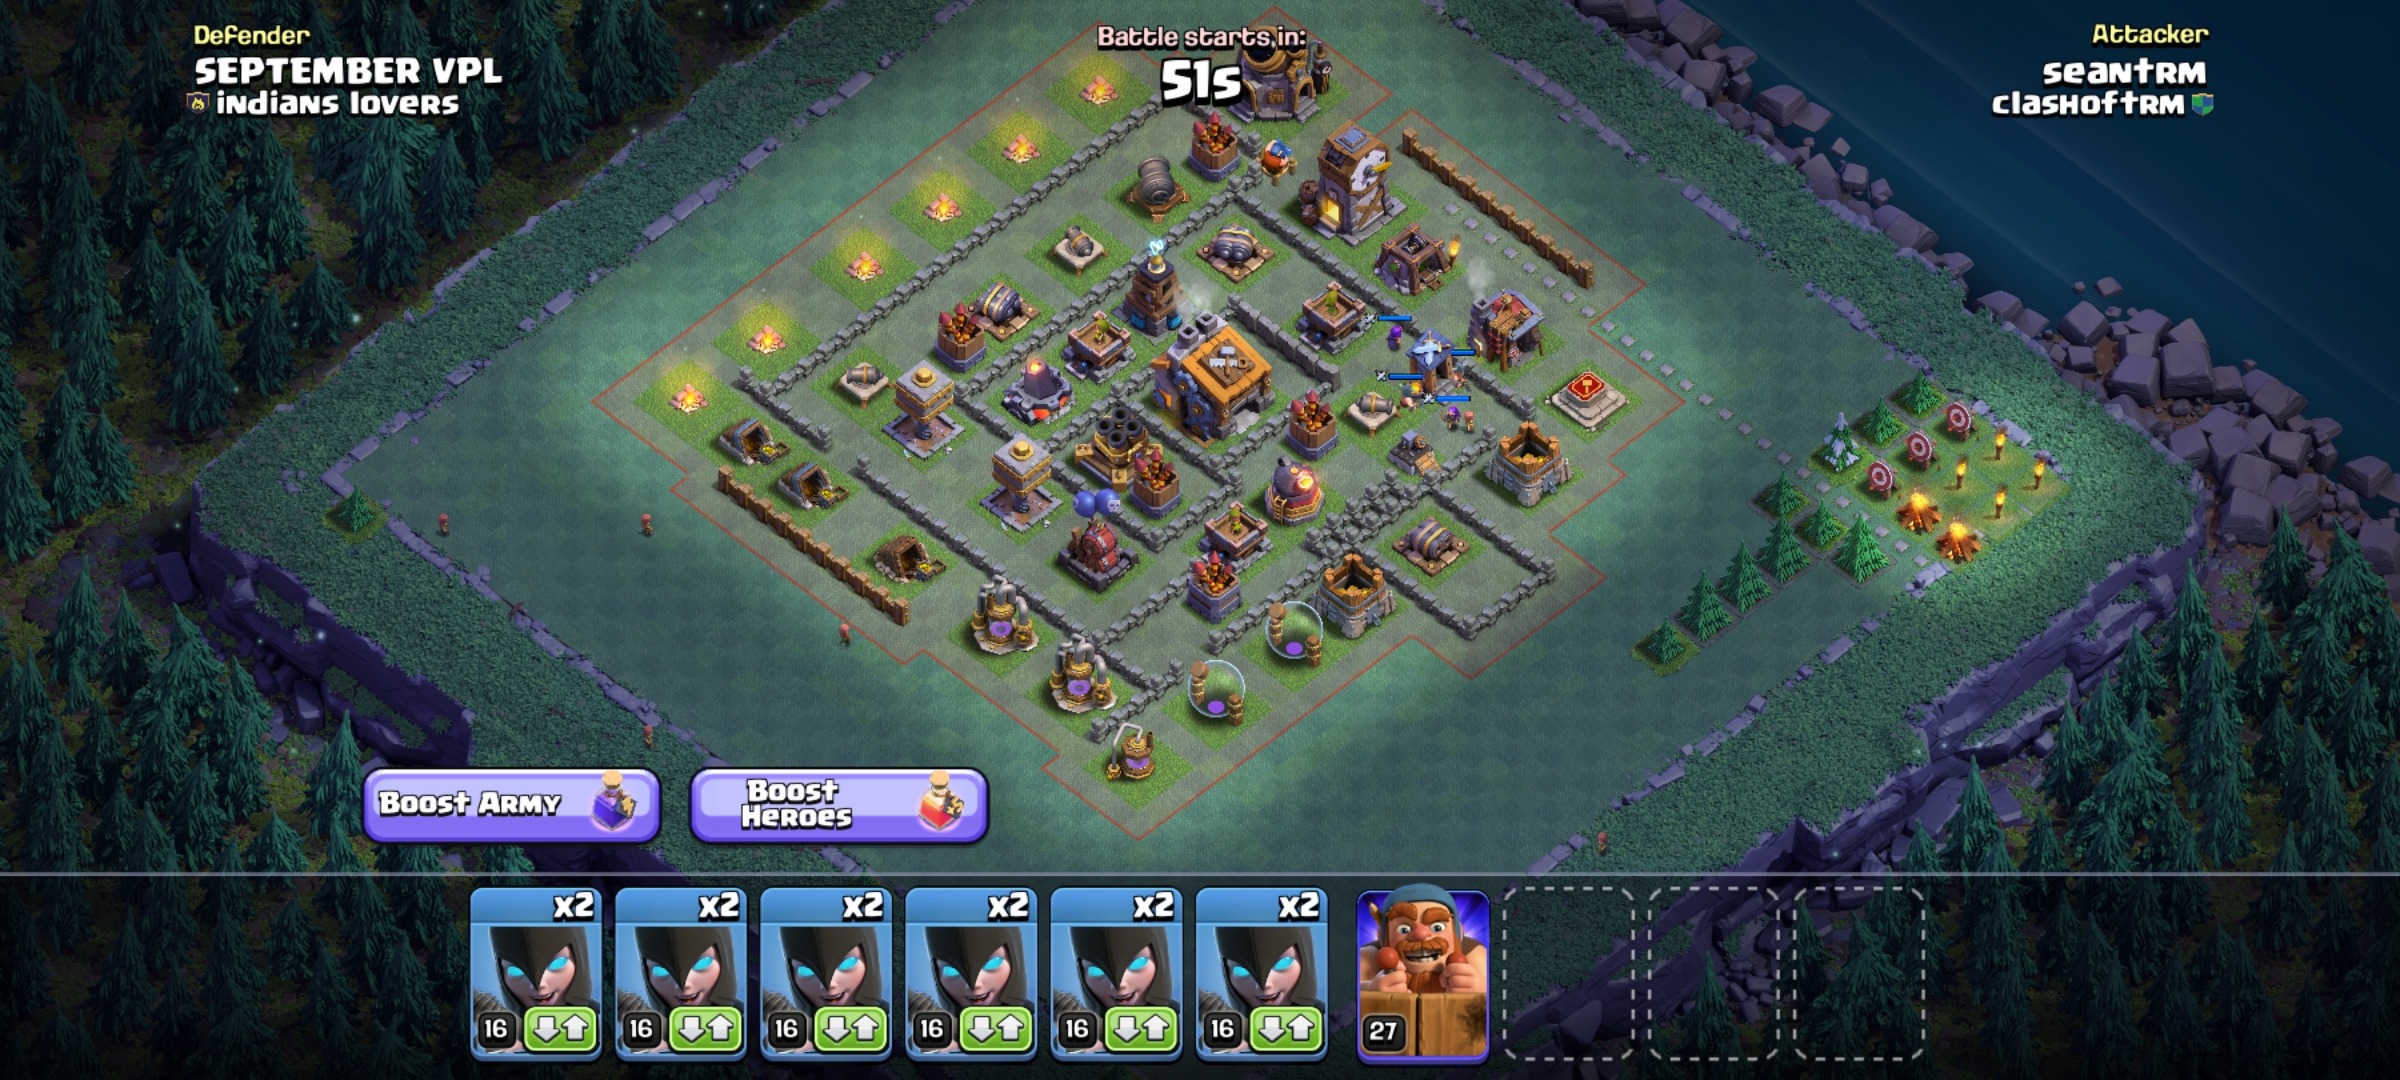 Defender
SEPTEMBER VPL
indians lovers
Battle starts in:
51s
Attacker
seantRM
clashoftRM
Boost Army
Boost
Heroes
x2
x2
x2
x2
x2
x2
16
16
16
16
16
16
27